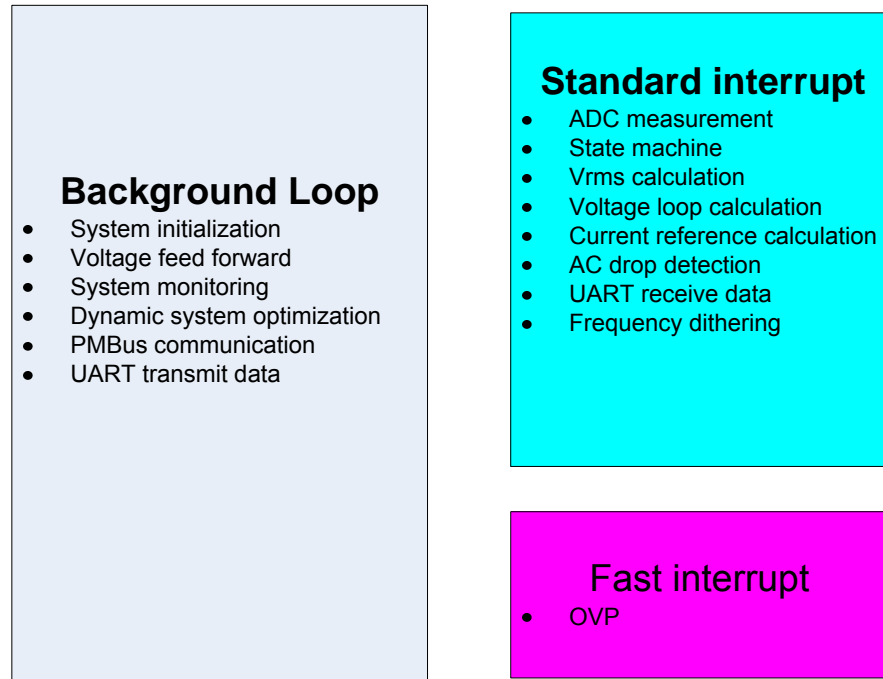 Background Loop
• System initialization
• Voltage feed forward
• System monitoring
• Dynamic system optimization
• PMBus communication
• UART transmit data
Standard interrupt
• ADC measurement
• State machine
• Vrms calculation
• Voltage loop calculation
• Current reference calculation
• AC drop detection
• UART receive data
• Frequency dithering
Fast interrupt
• OVP